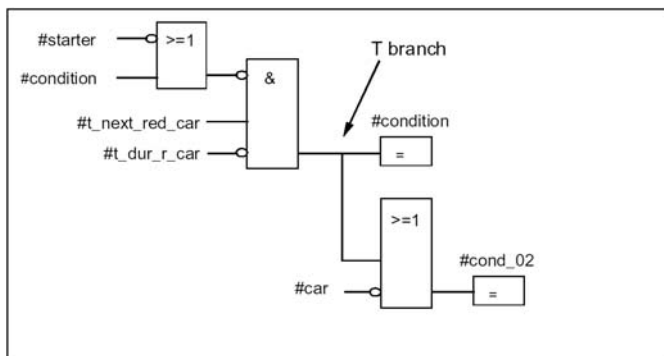 #starter
>=1
#condition
&
T branch
#t_next_red_car
#condition
#t_dur_r_car
=
>=1
#cond_02
#car
=